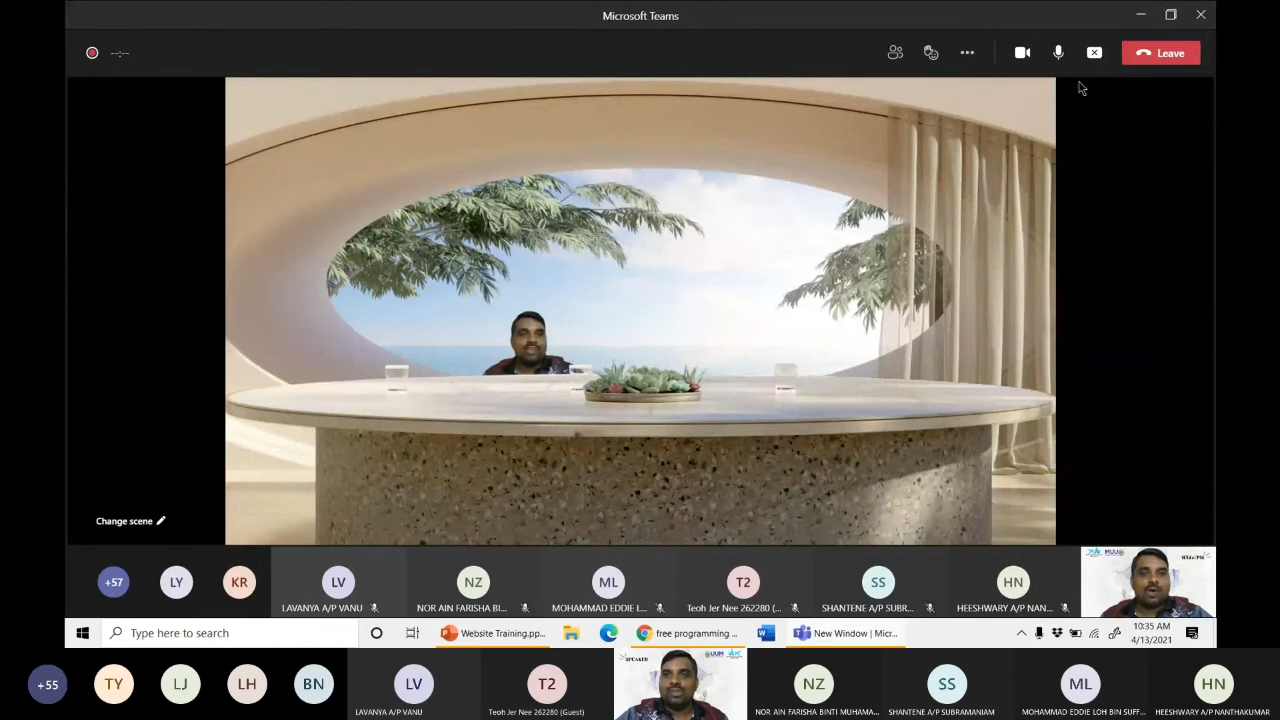 Microsoft Teams
--:--
Leave
Change scene
+57
LY
KR
LV
NZ
ML
T2
SS
HN
LAVANYA A/P VANU
NOR AIN FARISHA BI...
MOHAMMAD EDDIE L...
Teoh Jer Nee 262280 (...
SHANTENE A/P SUBR...
HEESHWARY A/P NAN...
MUU
Type here to search
Website Training.pp...
free programming ...
New Window | Micr...
10:35 AM
4/13/2021
+55
TY
LJ
LH
BN
LV
T2
SPEAKER
UUM
NZ
SS
ML
HN
LAVANYA A/P VANU
Teoh Jer Nee 262280 (Guest)
NOR AIN FARISHA BINTI MUHAMA...
SHANTENE A/P SUBRAMANIAM
MOHAMMAD EDDIE LOH BIN SUFF...
HEESHWARY A/P NANTHAKUMAR